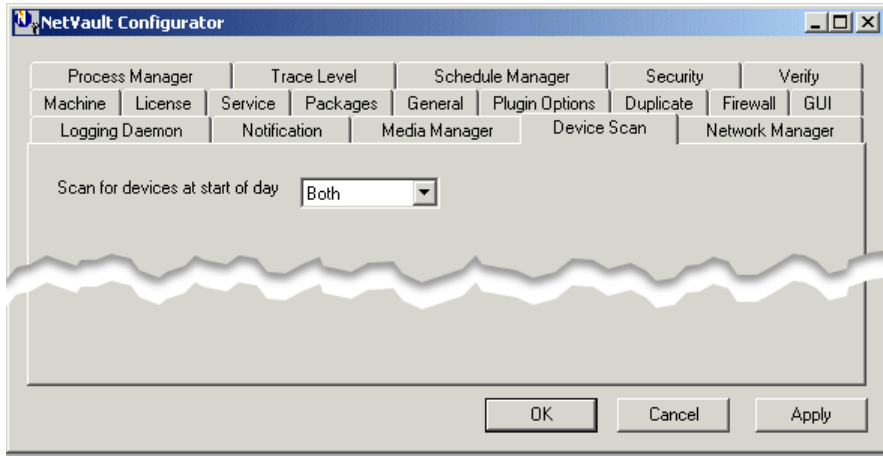 NetVault Configurator
Process Manager Trace Level Schedule Manager Security Verify
Machine License Service Packages General Plugin Options Duplicate Firewall GUI
Logging Daemon Notification Media Manager Device Scan Network Manager
Scan for devices at start of day Both
OK Cancel Apply